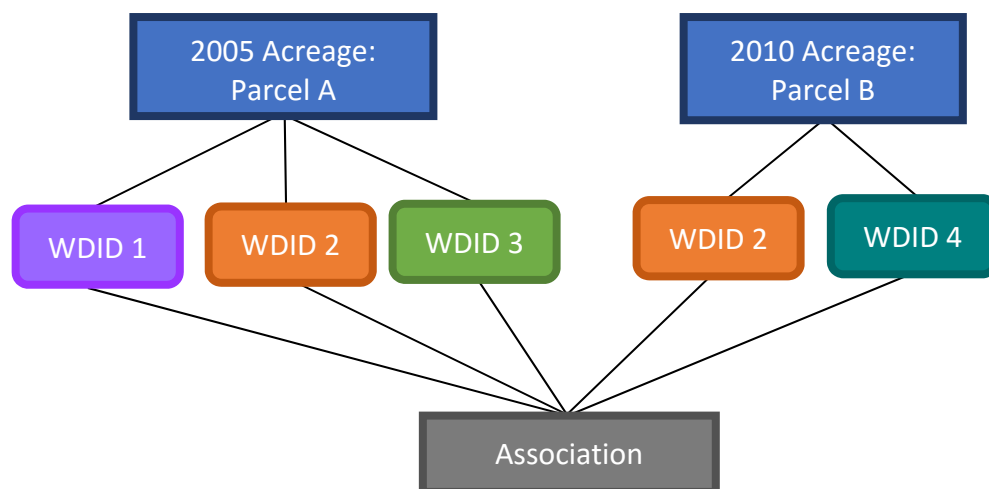 2005 Acreage:
Parcel A
2010 Acreage:
Parcel B
WDID 1
WDID 2
WDID 3
WDID 2
WDID 4
Association